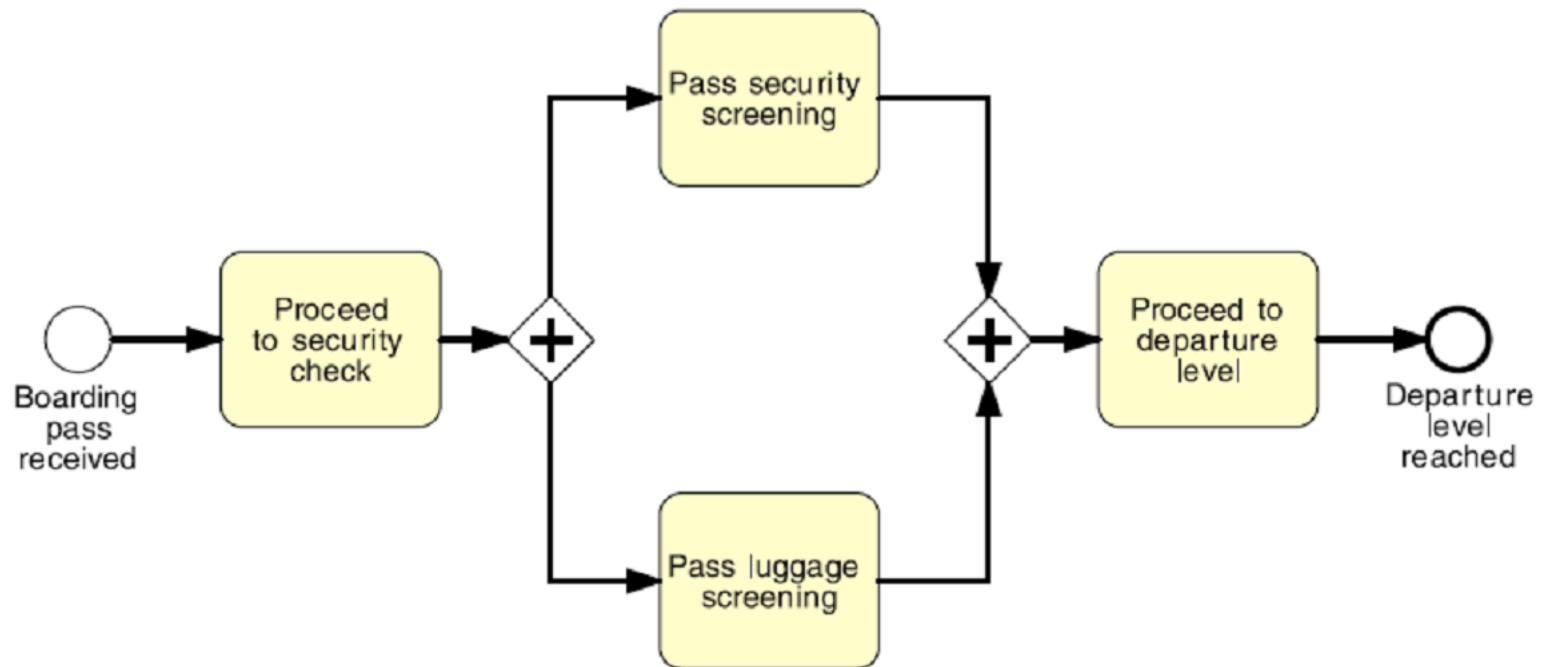 Boarding
pass
received
Proceed
to security
check
Pass security
screening
Pass luggage
screening
Proceed to
departure
level
Departure
level
reached